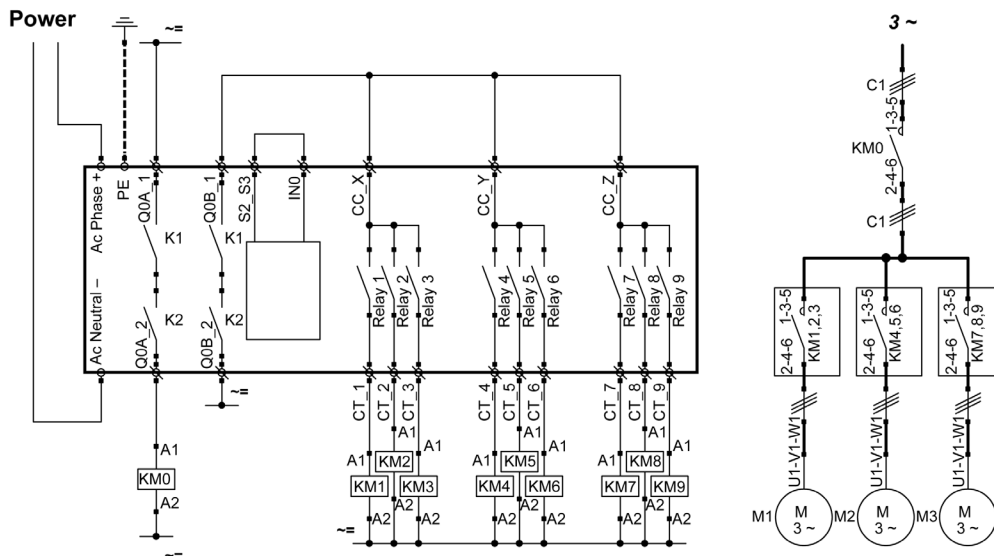 Power
3 ~
~=
C1
1-3-5
KM0
2-4-6
C1
Ac Phase +
PE
Q0A_1
Q0B_1
S2_S3
IN0
CC_X
CC_Y
CC_Z
K1
K1
Relay 1
Relay 2
Relay 3
Relay 4
Relay 5
Relay 6
Relay 7
Relay 8
Relay 9
Ac Neutral –
Q0A_2
K2
Q0B_2
K2
1-3-5
2-4-6
KM1,2,3
1-3-5
2-4-6
KM4,5,6
1-3-5
2-4-6
KM7,8,9
~=
CT_1
CT_2
CT_3
CT_4
CT_5
CT_6
CT_7
CT_8
CT_9
U1-V1-W1
U1-V1-W1
U1-V1-W1
A1
A1
A1
A1
A1
A1
A1
A1
A1
A1
KM0
KM2
KM5
KM8
KM1
KM3
KM4
KM6
KM7
KM9
A2
A2
A2
A2
A2
A2
A2
~=
~=
M1
M
3 ~
M2
M
3 ~
M3
M
3 ~